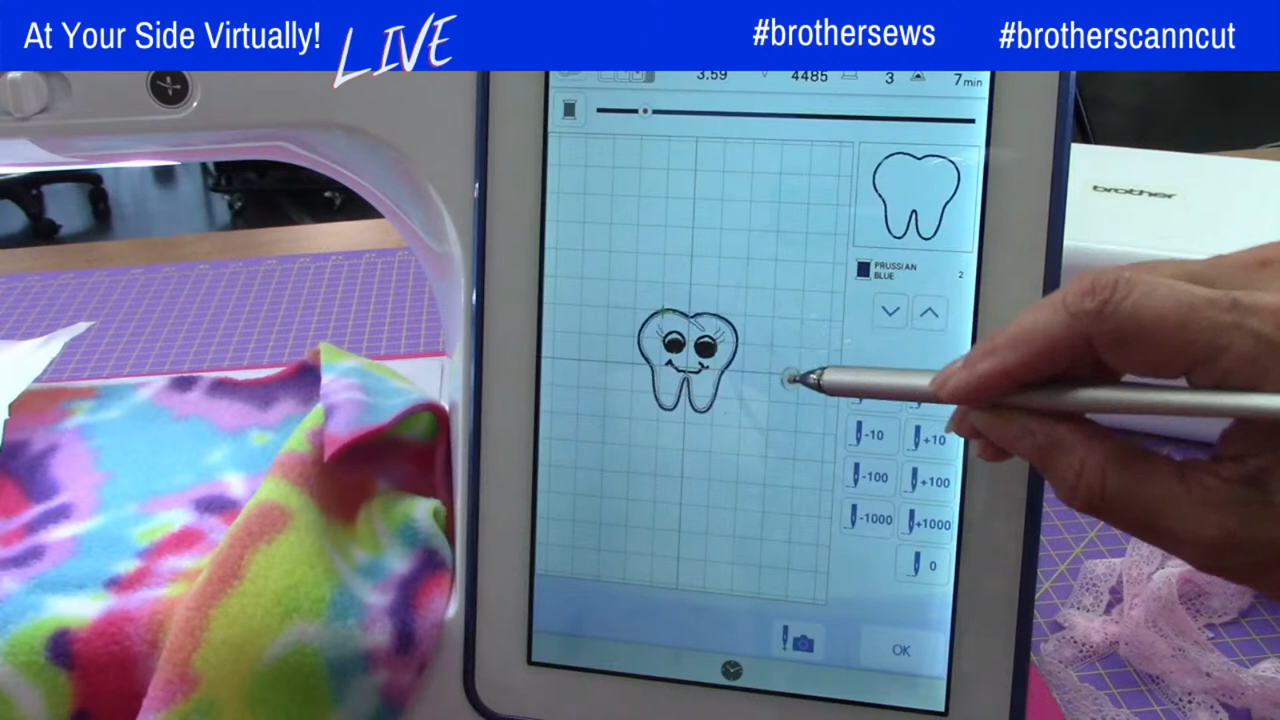 At Your Side Virtually!
LIVE
#brothersews
#brotherscanncut
3.59
4485
3
7min
brother
PRUSSIAN
BLUE
2
-10
+10
-100
+100
-1000
+1000
0
OK